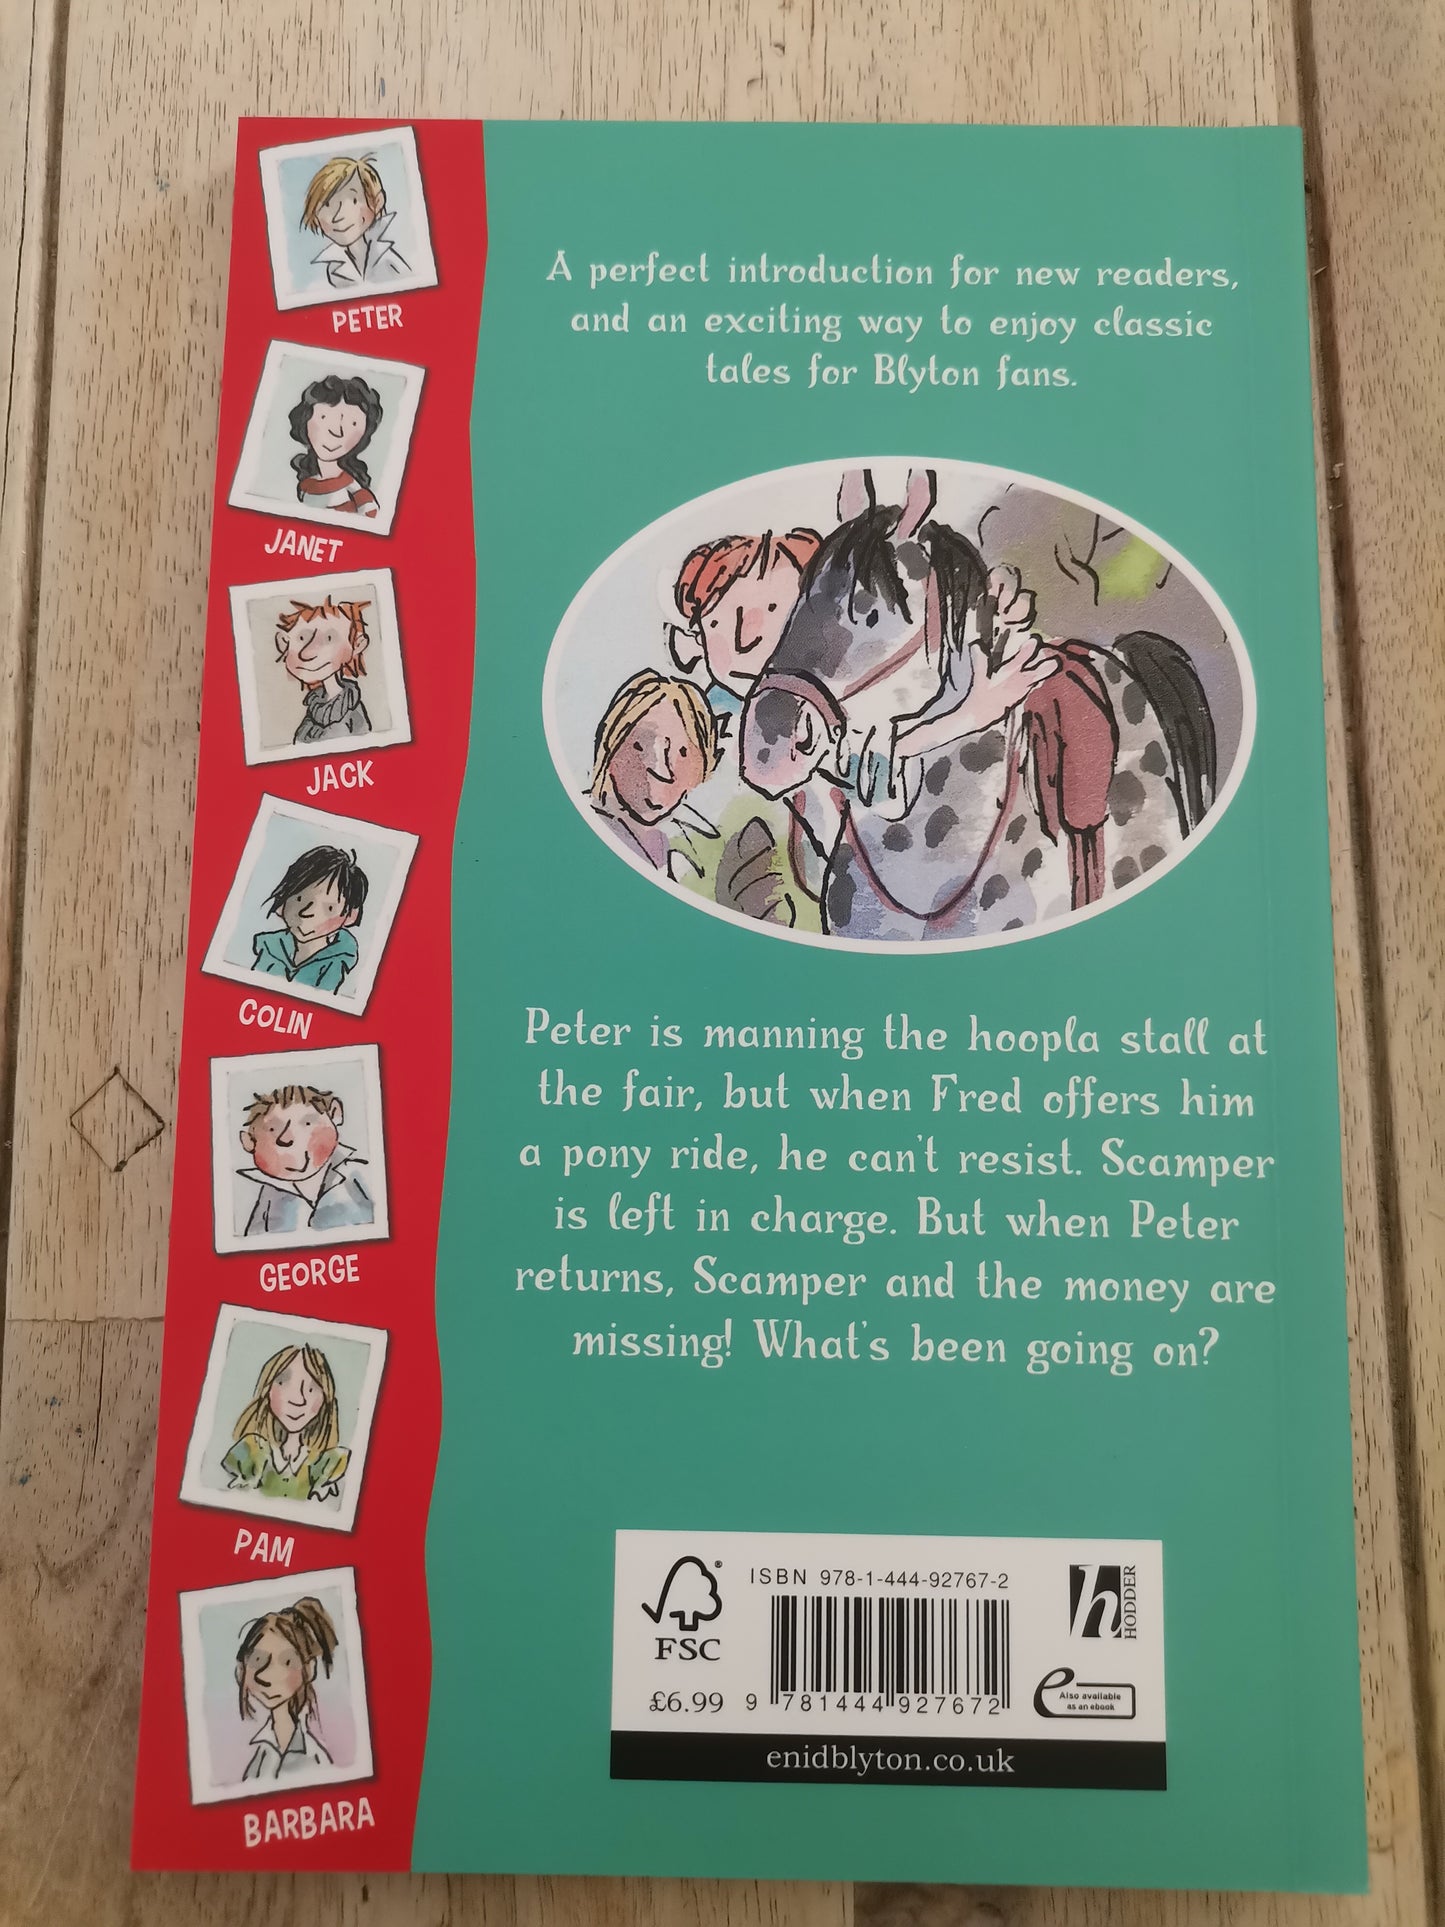 PETER
JANET
JACK
COLIN
GEORGE
PAM
BARBARA
A perfect introduction for new readers,
and an exciting way to enjoy classic
tales for Blyton fans.
Peter is manning the hoopla stall at
the fair, but when Fred offers him
a pony ride, he can't resist. Scamper
is left in charge. But when Peter
returns, Scamper and the money are
missing! What's been going on?
ISBN 978-1-444-92767-2
® FSC
£6.99
9 781444 927672
h HODDER
e Also available
as an ebook
enidblyton.co.uk